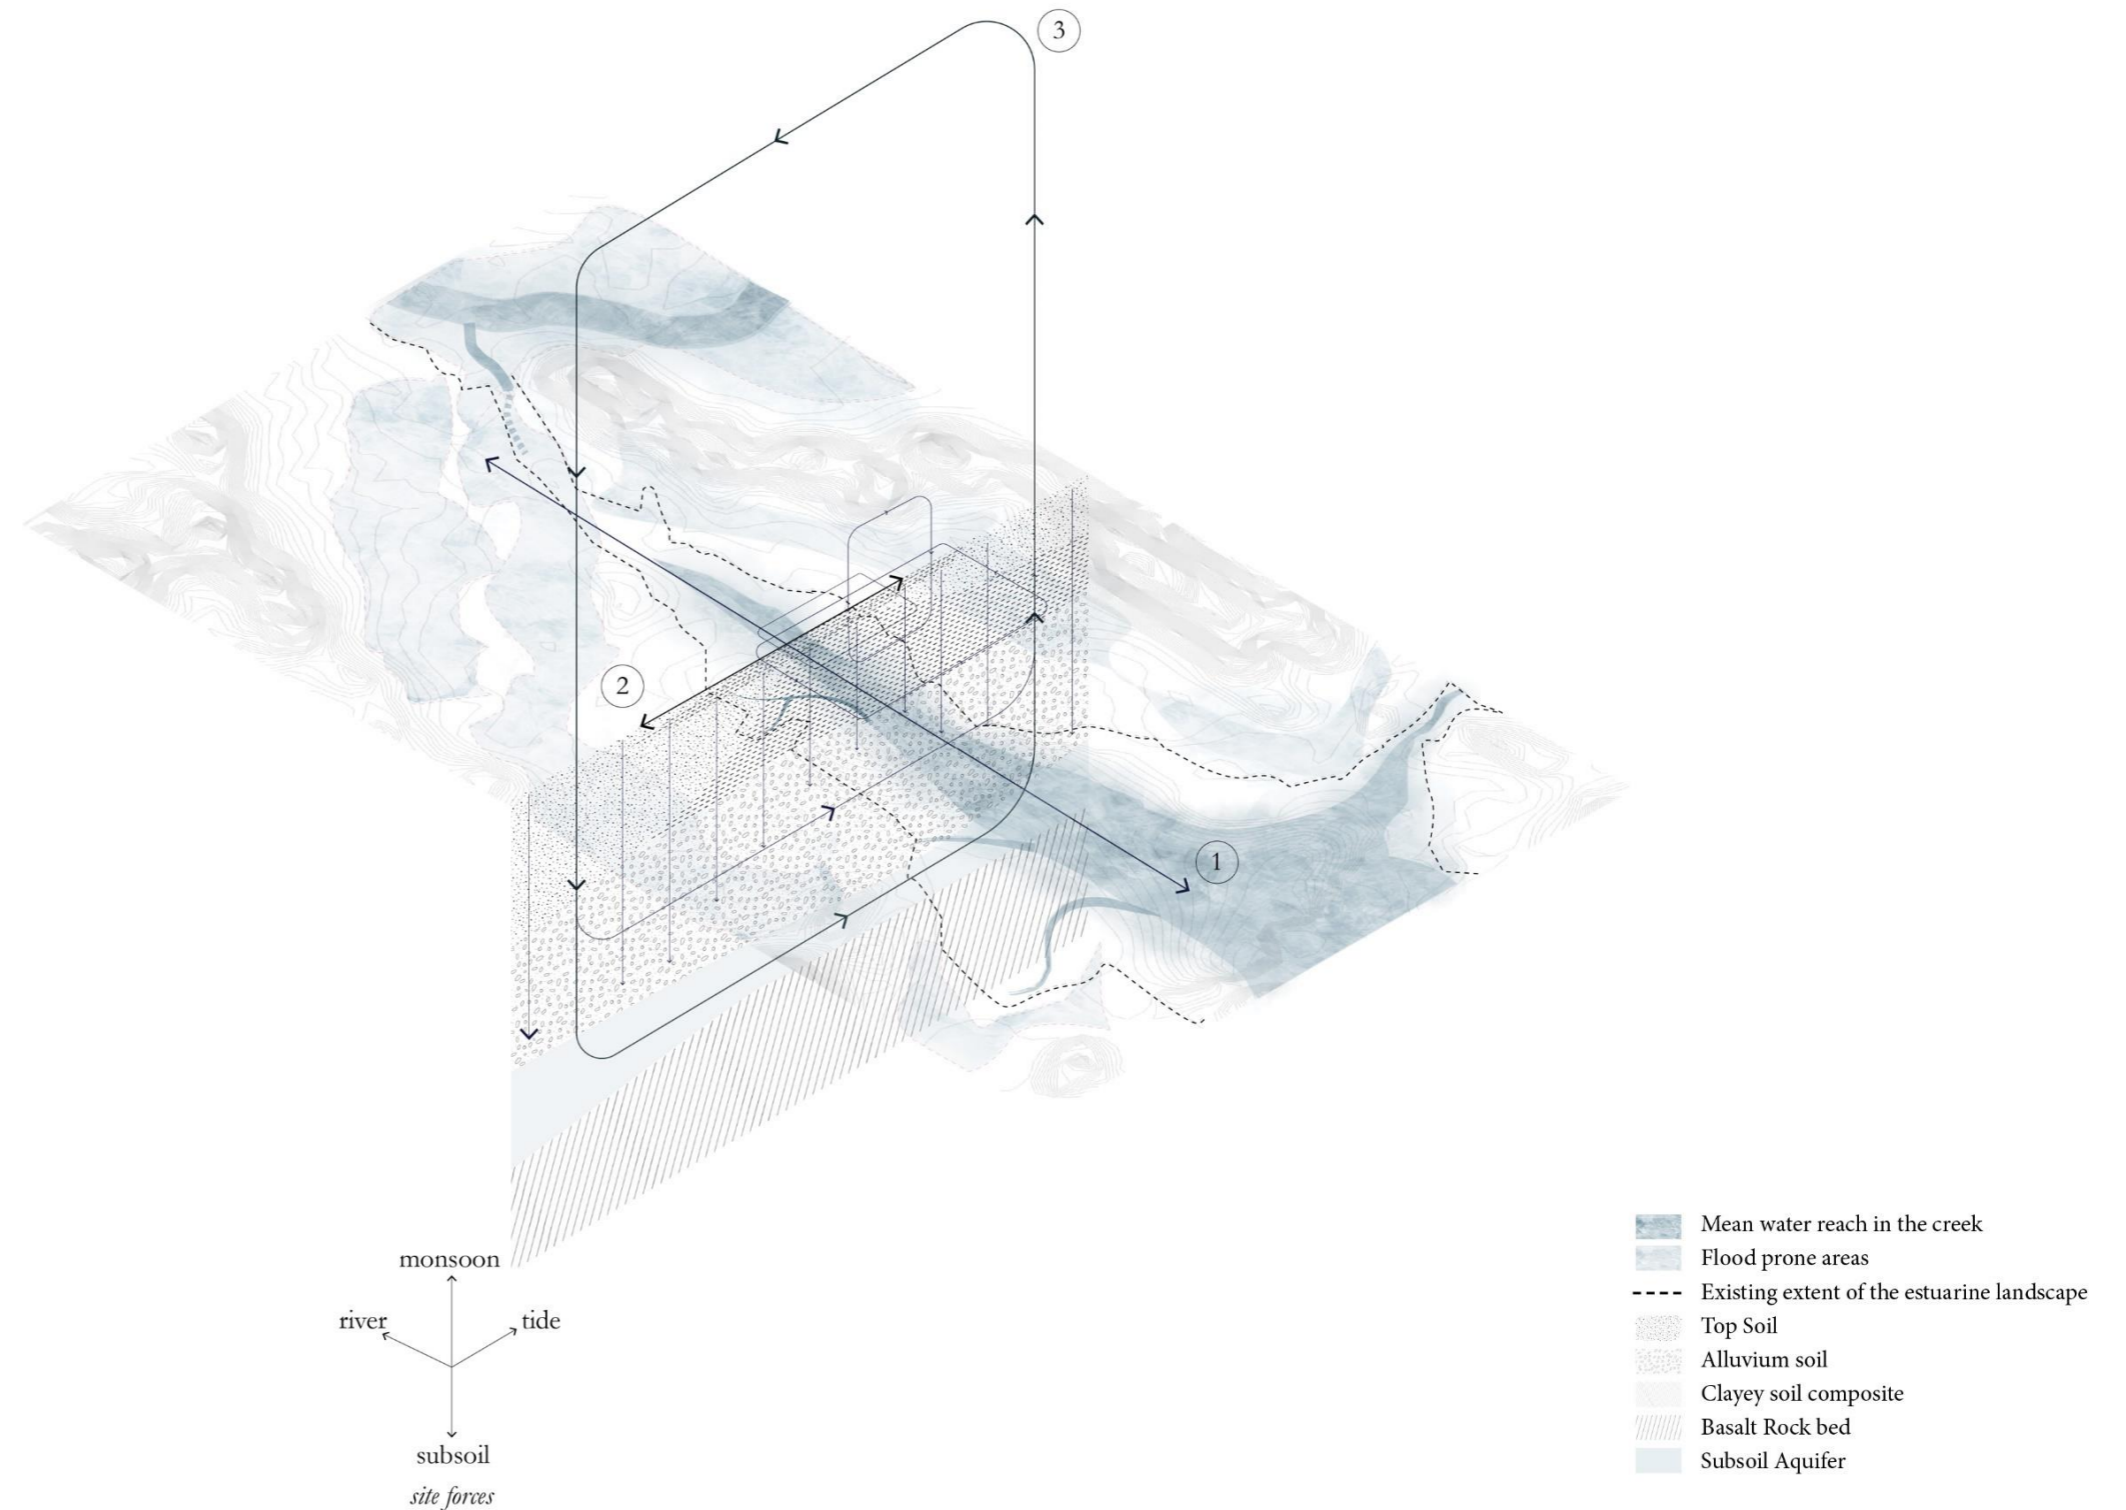 3
2
1
monsoon
river
tide
subsoil
site forces
Mean water reach in the creek
Flood prone areas
Existing extent of the estuarine landscape
Top Soil
Alluvium soil
Clayey soil composite
Basalt Rock bed
Subsoil Aquifer